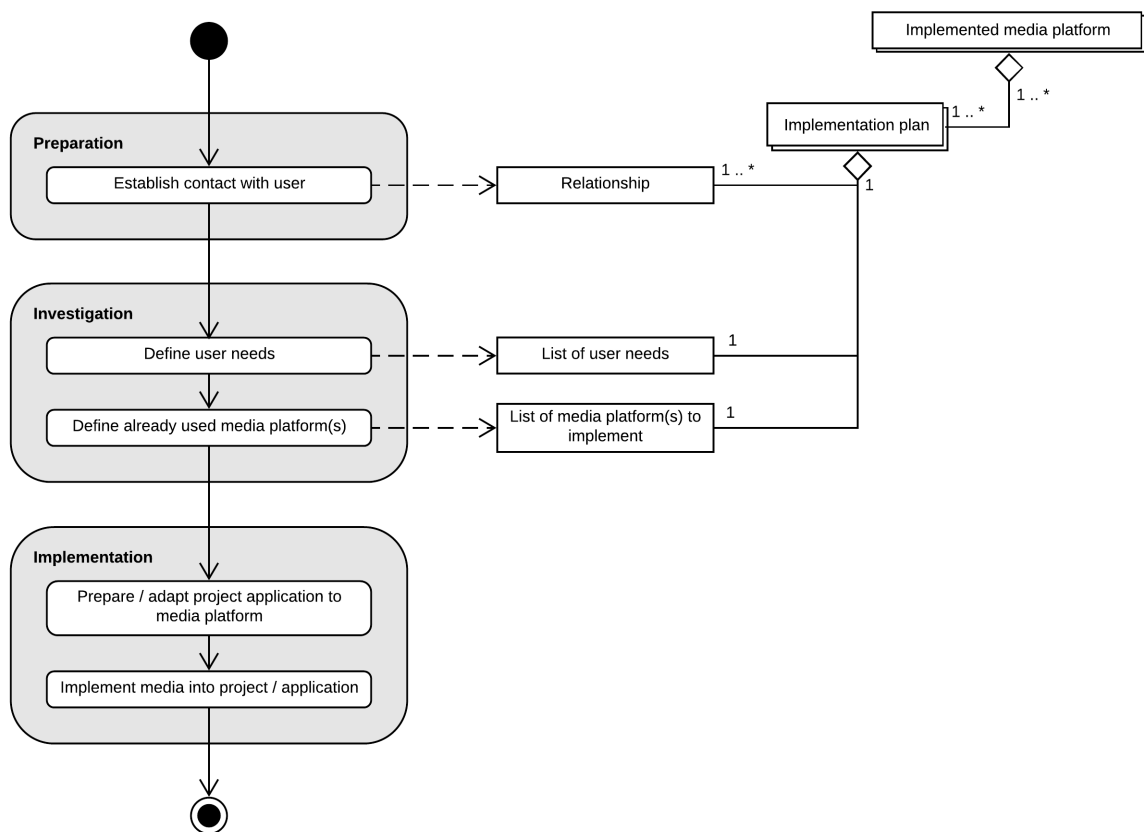 Implemented media platform
1 .. *
Implementation plan
1 .. *
1
Preparation
Establish contact with user
Relationship
1 .. *
Investigation
Define user needs
List of user needs
1
Define already used media platform(s)
List of media platform(s) to
implement
1
Implementation
Prepare / adapt project application to
media platform
Implement media into project / application